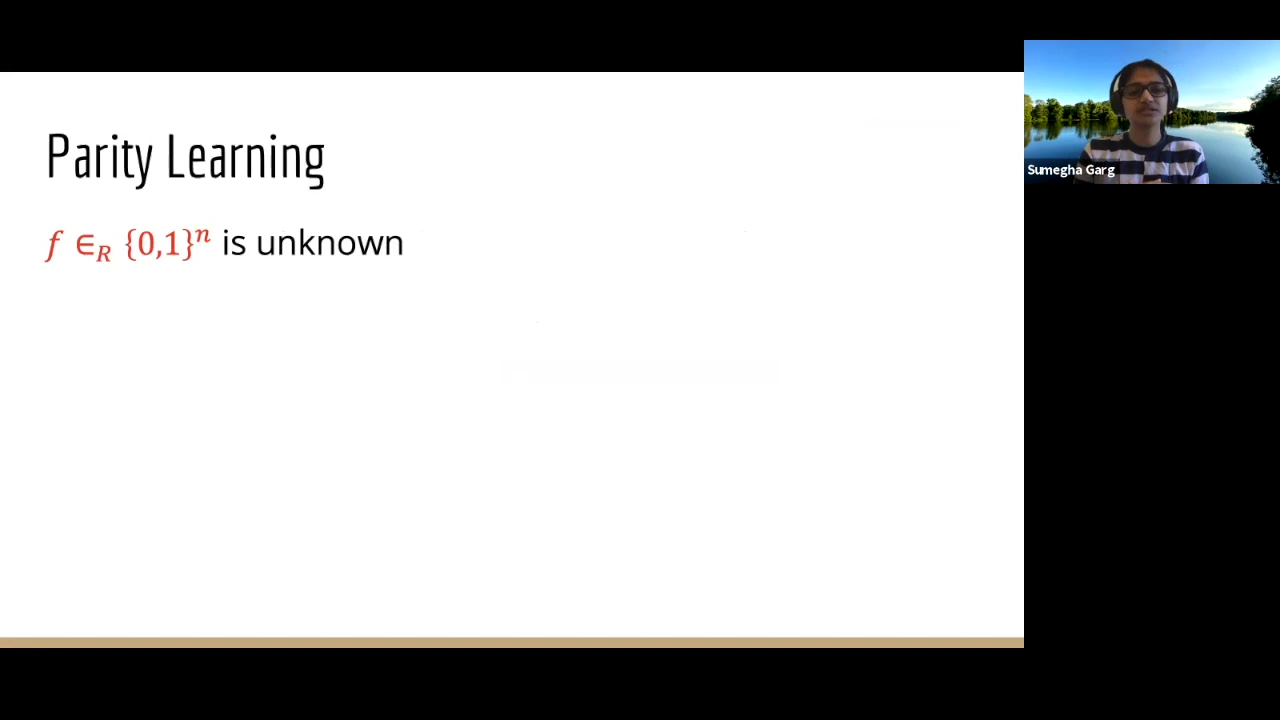 Parity Learning
f ∈_R {0,1}^n is unknown
Sumegha Garg